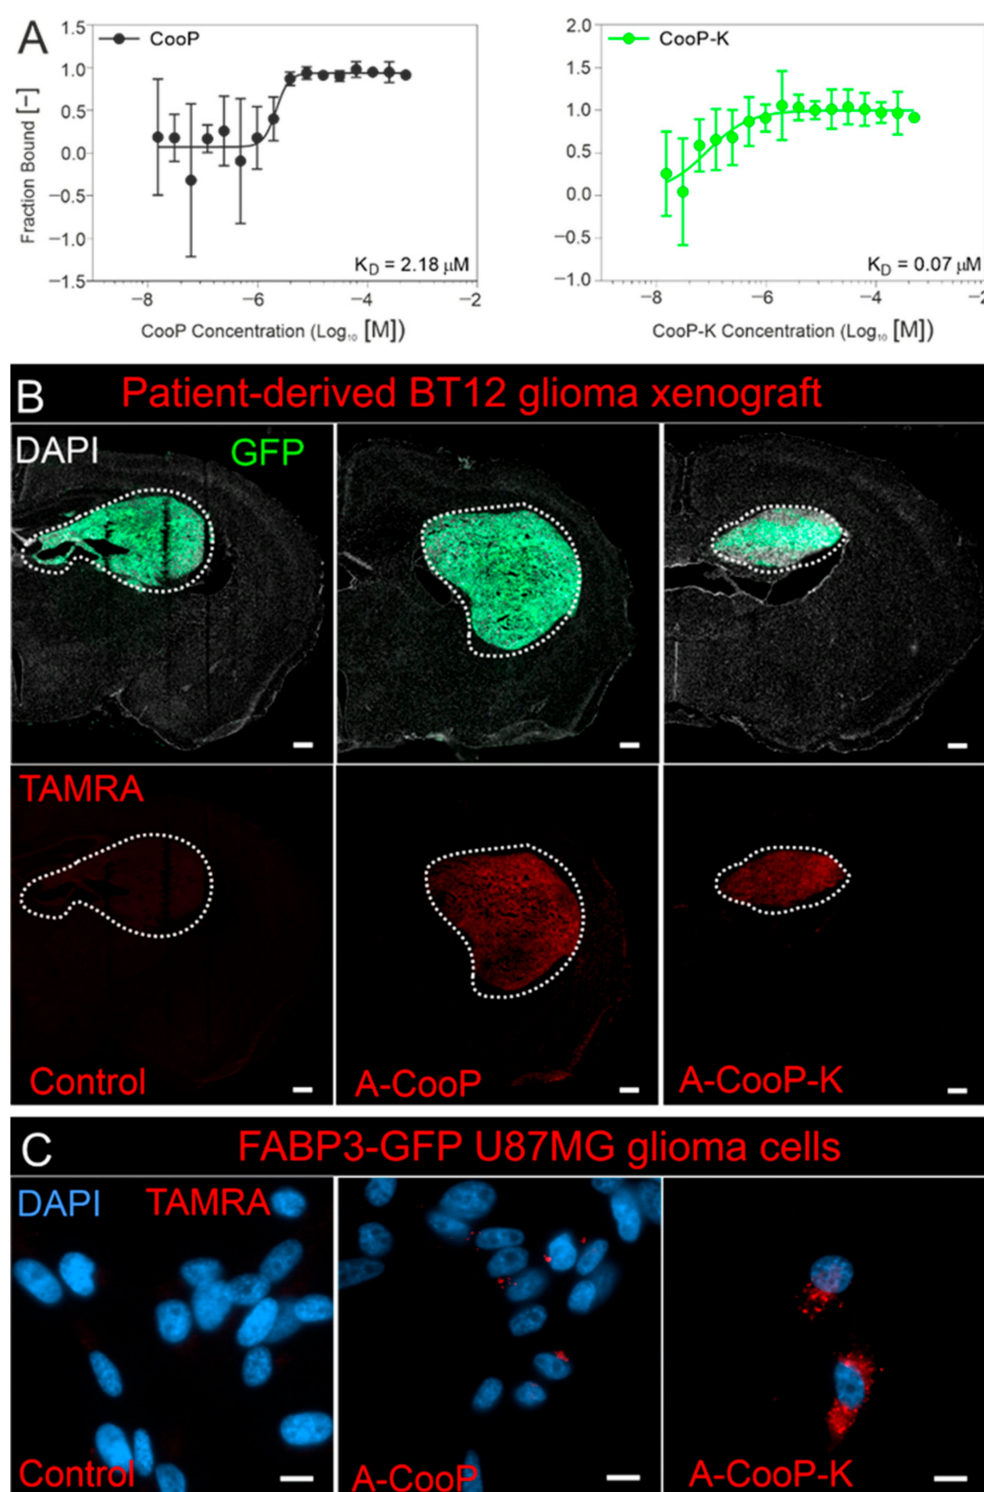 A
CooP
1.5
1.0
0.5
0.0
−0.5
−1.0
−1.5
Fraction Bound [-]
K_D = 2.18 µM
−8 −6 −4 −2
CooP Concentration (Log₁₀ [M])
CooP-K
2.0
1.5
1.0
0.5
0.0
−0.5
−1.0
K_D = 0.07 µM
−8 −6 −4 −2
CooP-K Concentration (Log₁₀ [M])
B Patient-derived BT12 glioma xenograft
DAPI GFP
TAMRA
Control A-CooP A-CooP-K
C FABP3-GFP U87MG glioma cells
DAPI TAMRA
Control A-CooP A-CooP-K